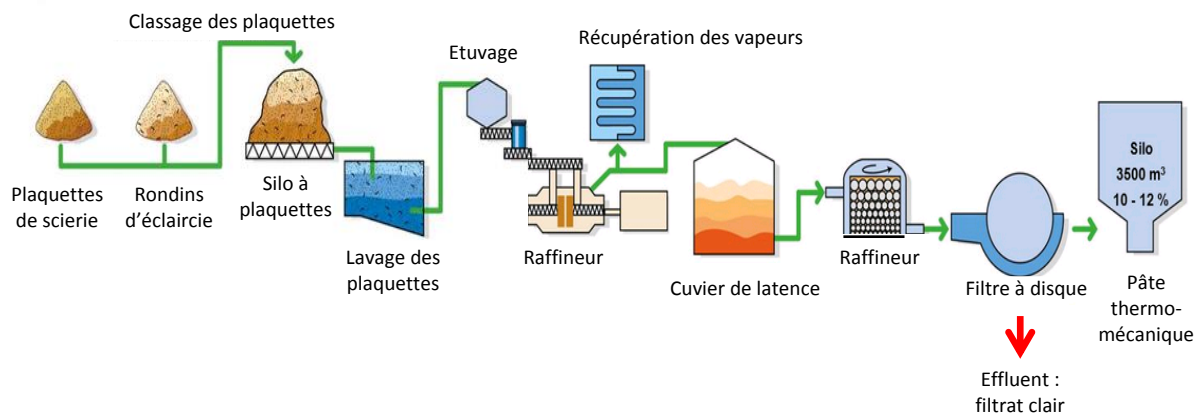 Classage des plaquettes
Etuvage
Récupération des vapeurs
Silo
3500 m³
10 - 12 %
Plaquettes
de scierie
Rondins
d'éclaircie
Silo à
plaquettes
Lavage des
plaquettes
Raffineur
Cuvier de latence
Raffineur
Filtre à disque
Pâte
thermo-
mécanique
Effluent :
filtrat clair